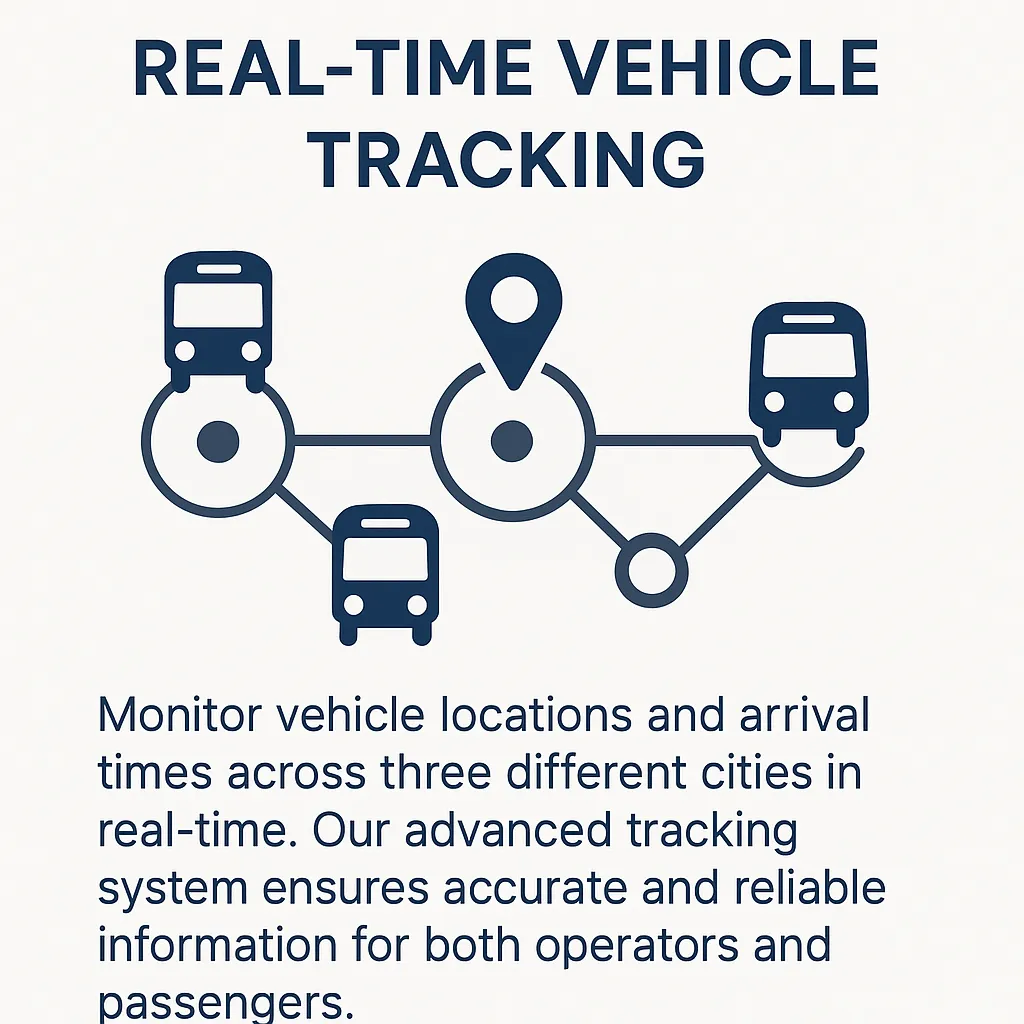 REAL-TIME VEHICLE
TRACKING
Monitor vehicle locations and arrival
times across three different cities in
real-time. Our advanced tracking
system ensures accurate and reliable
information for both operators and
passengers.